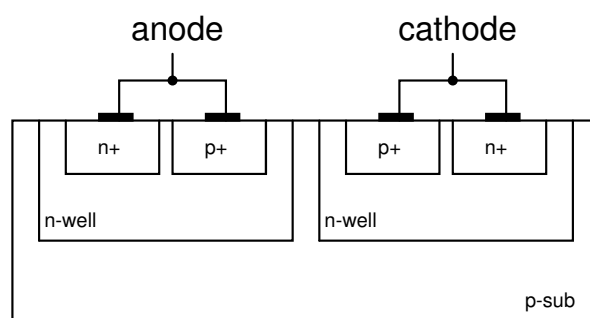 anode cathode
n+ p+ p+ n+
n-well n-well
p-sub